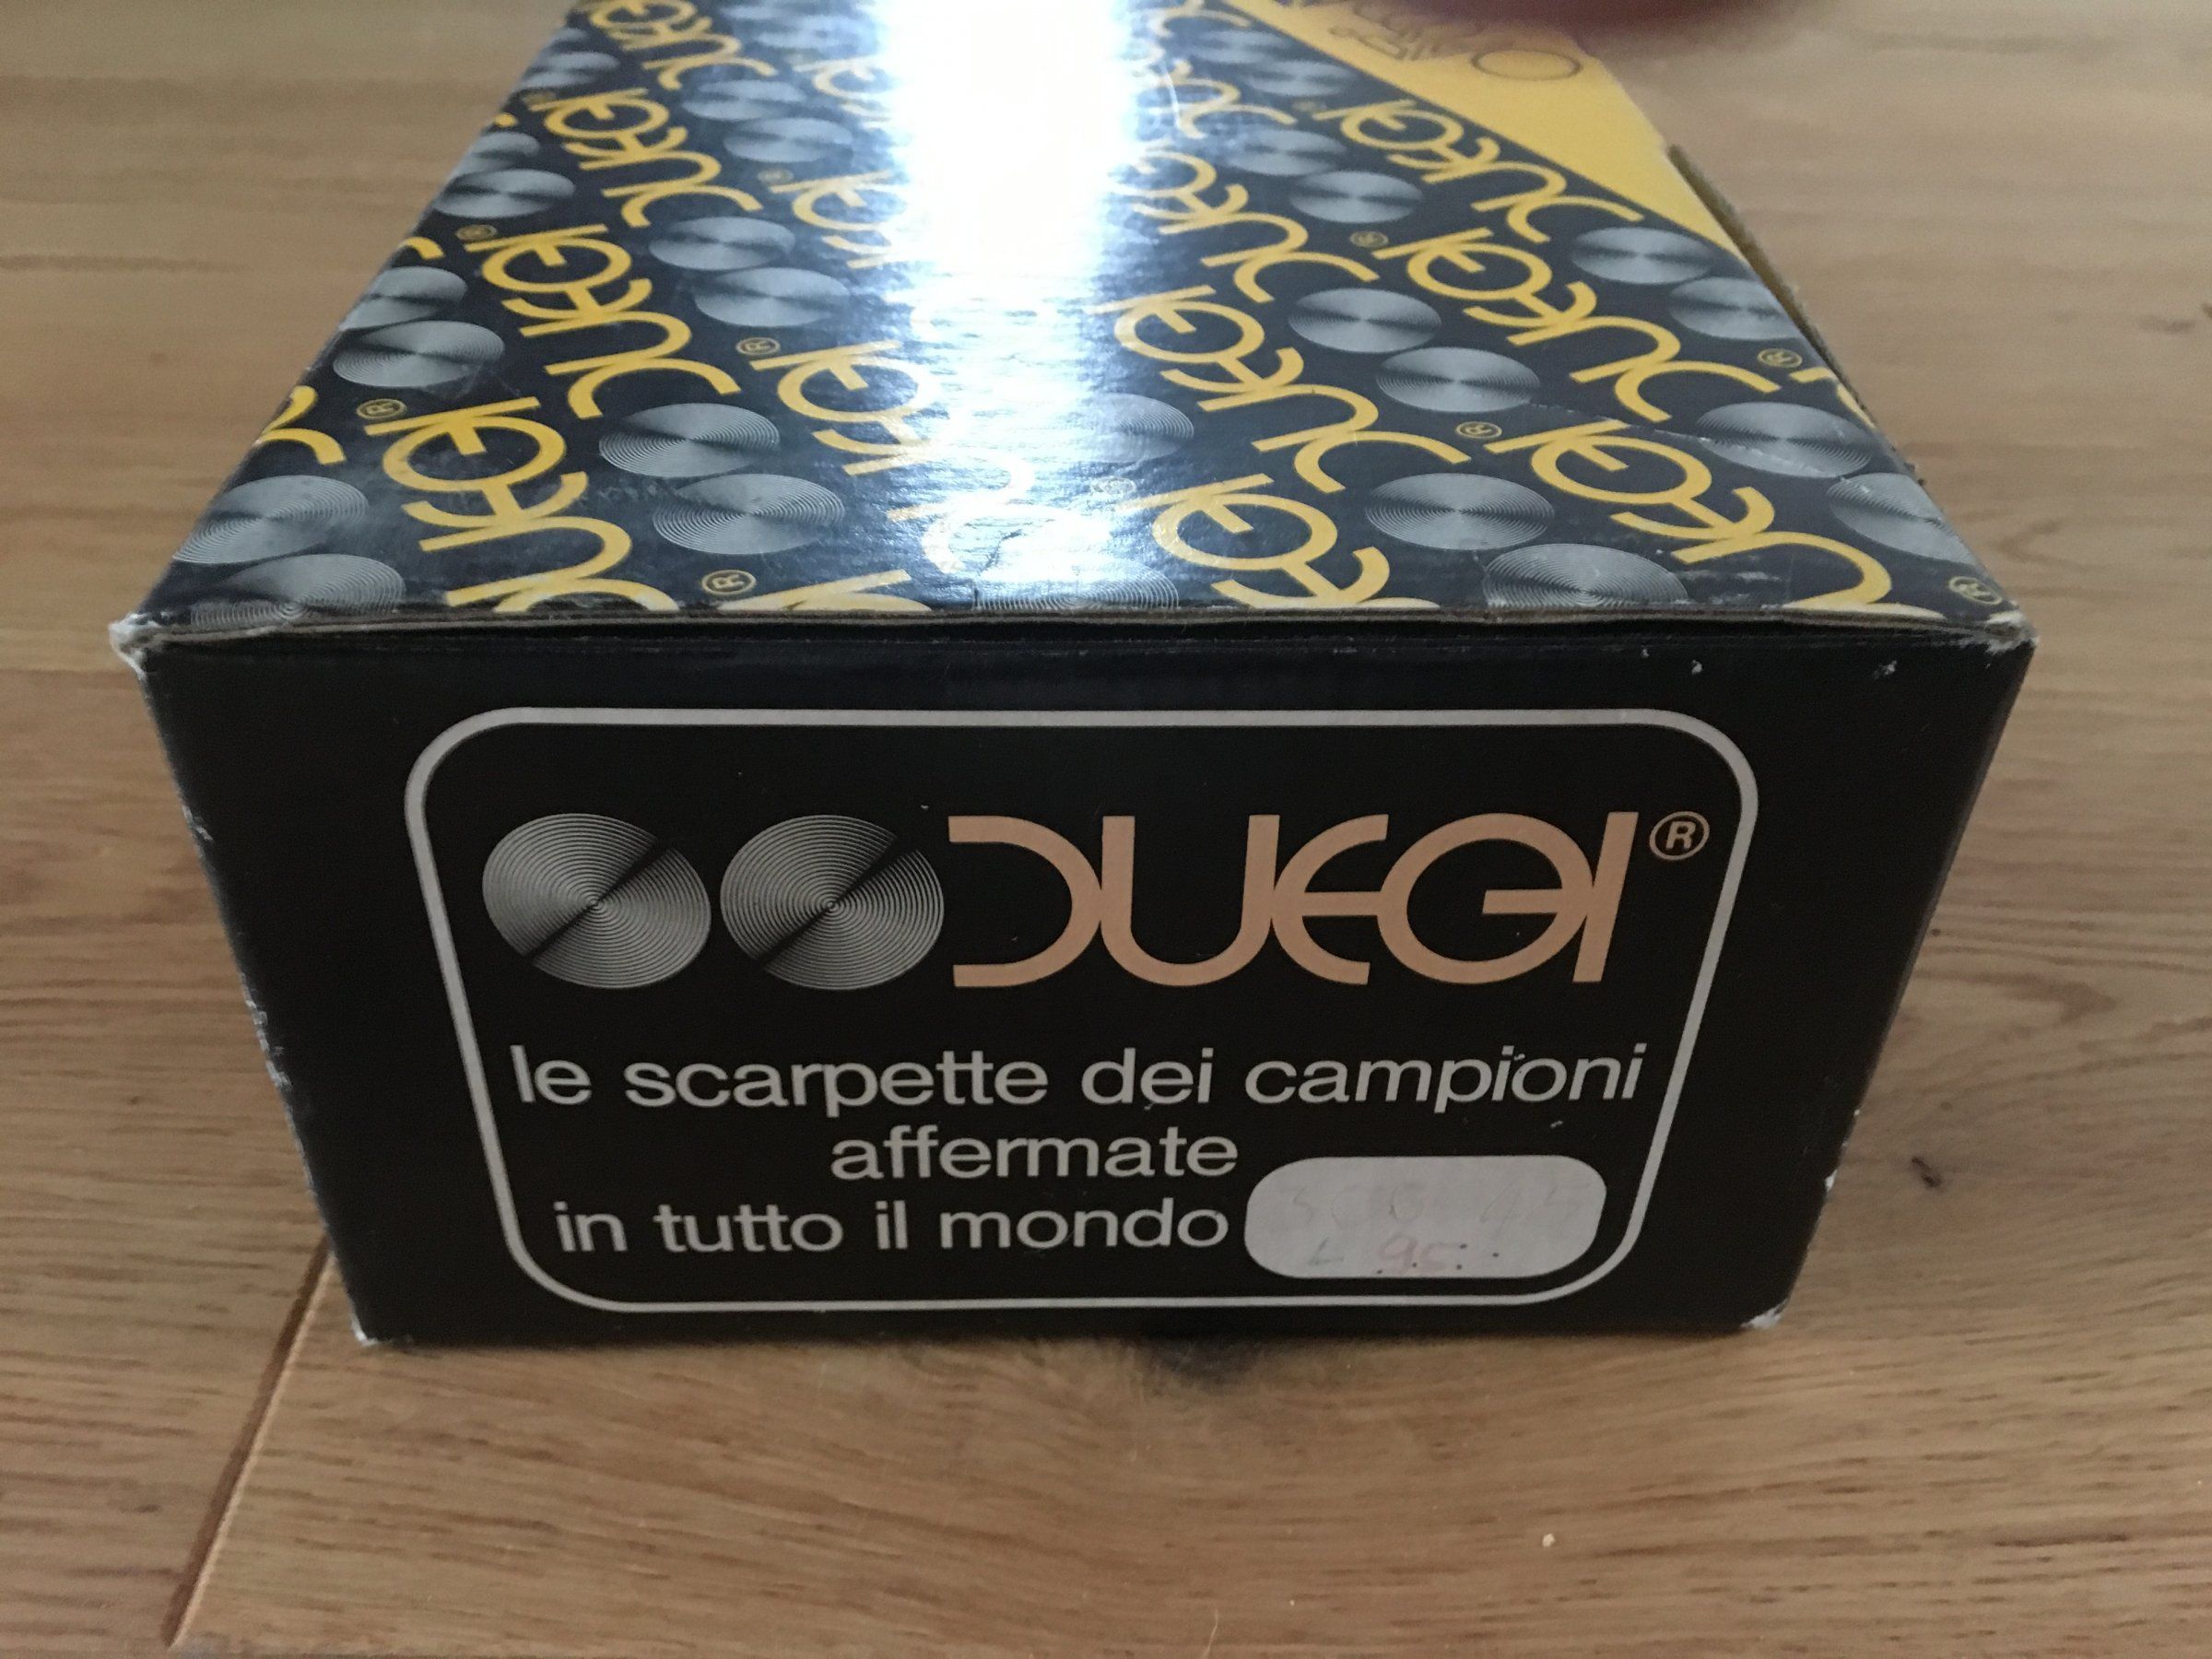 DUEGI®
le scarpette dei campioni
affermate
in tutto il mondo